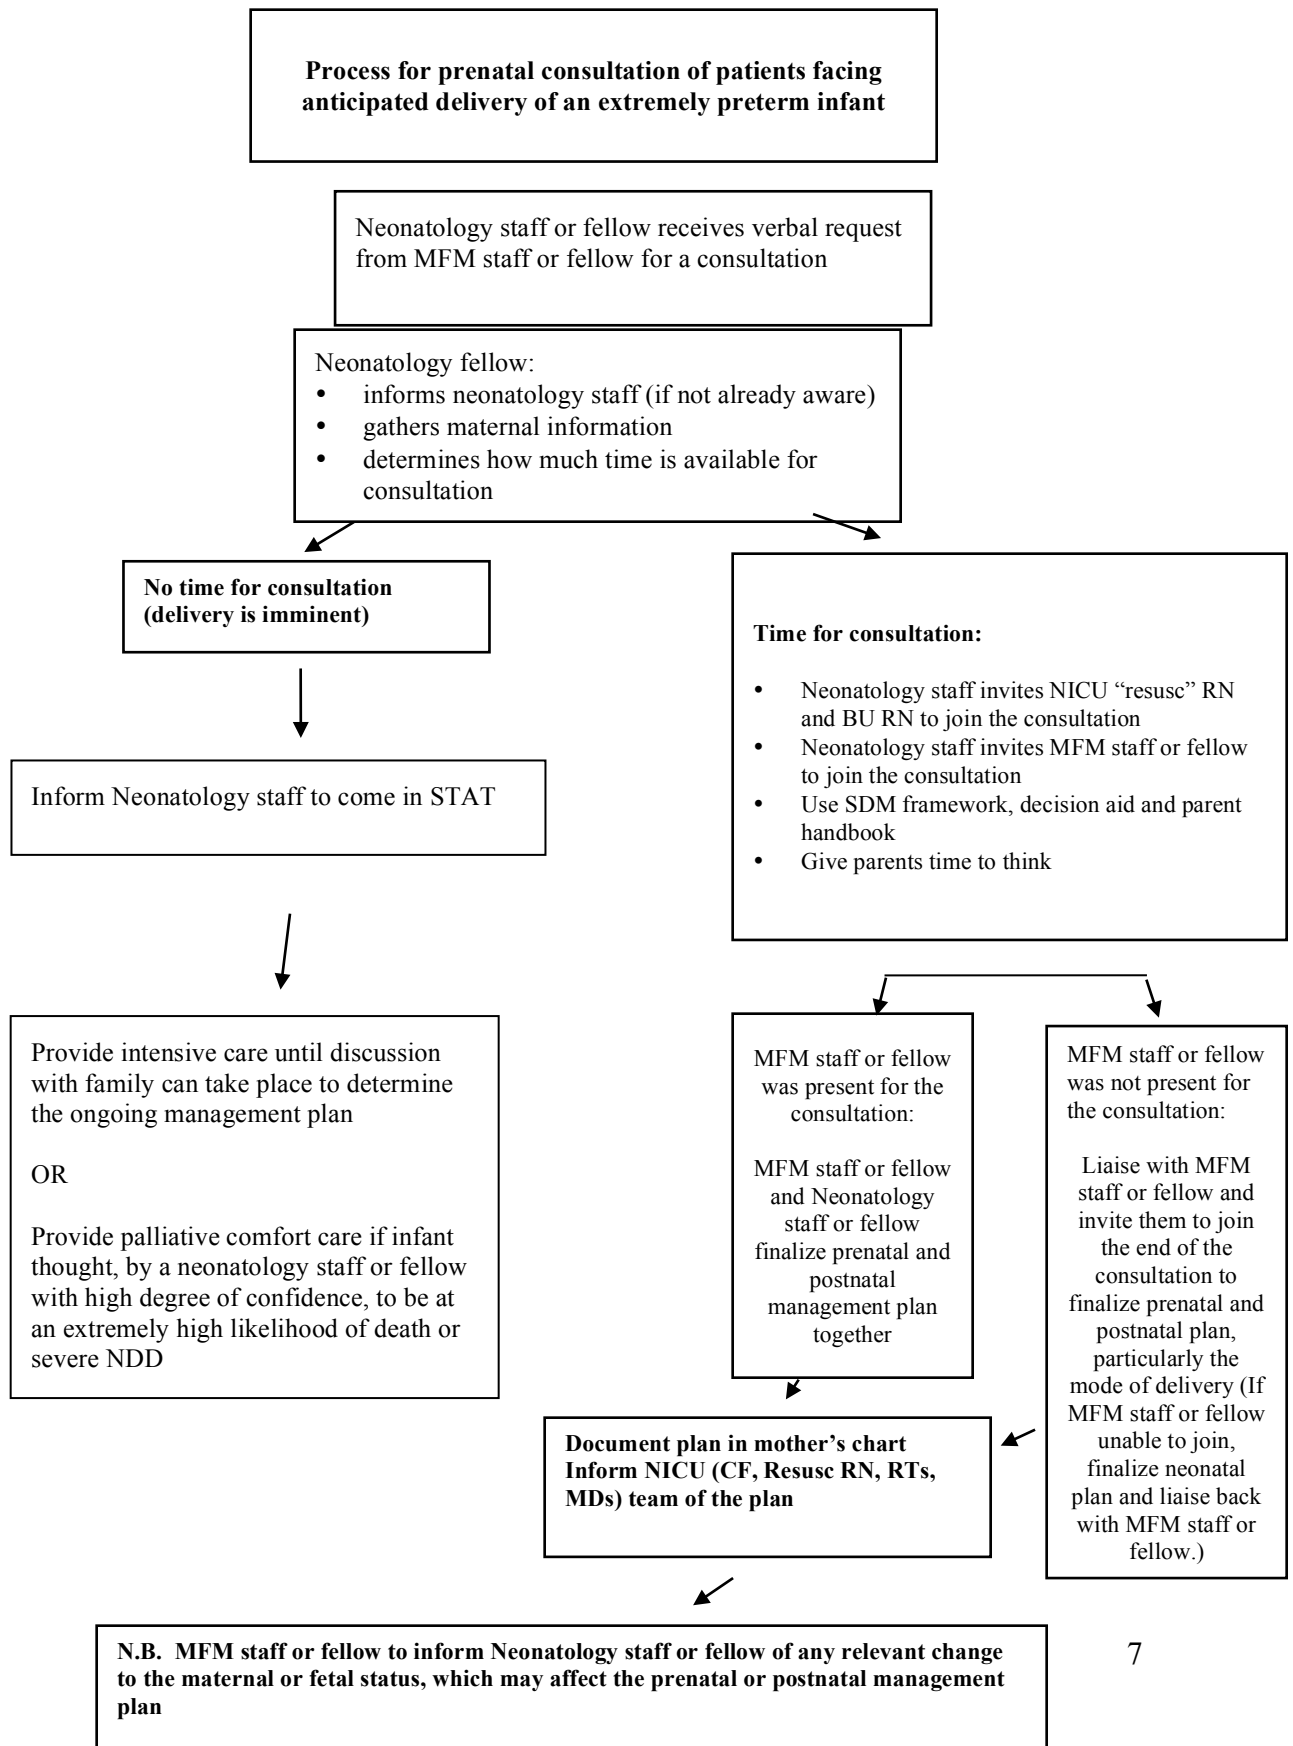 Process for prenatal consultation of patients facing
anticipated delivery of an extremely preterm infant
Neonatology staff or fellow receives verbal request
from MFM staff or fellow for a consultation
Neonatology fellow:
• informs neonatology staff (if not already aware)
• gathers maternal information
• determines how much time is available for
consultation
No time for consultation
(delivery is imminent)
Inform Neonatology staff to come in STAT
Provide intensive care until discussion
with family can take place to determine
the ongoing management plan
OR
Provide palliative comfort care if infant
thought, by a neonatology staff or fellow
with high degree of confidence, to be at
an extremely high likelihood of death or
severe NDD
Time for consultation:
• Neonatology staff invites NICU “resusc” RN
and BU RN to join the consultation
• Neonatology staff invites MFM staff or fellow
to join the consultation
• Use SDM framework, decision aid and parent
handbook
• Give parents time to think
MFM staff or fellow
was present for the
consultation:
MFM staff or fellow
and Neonatology
staff or fellow
finalize prenatal and
postnatal
management plan
together
MFM staff or fellow
was not present for
the consultation:
Liaise with MFM
staff or fellow and
invite them to join
the end of the
consultation to
finalize prenatal and
postnatal plan,
particularly the
mode of delivery (If
MFM staff or fellow
unable to join,
finalize neonatal
plan and liaise back
with MFM staff or
fellow.)
Document plan in mother’s chart
Inform NICU (CF, Resusc RN, RTs,
MDs) team of the plan
N.B. MFM staff or fellow to inform Neonatology staff or fellow of any relevant change
to the maternal or fetal status, which may affect the prenatal or postnatal management
plan
7